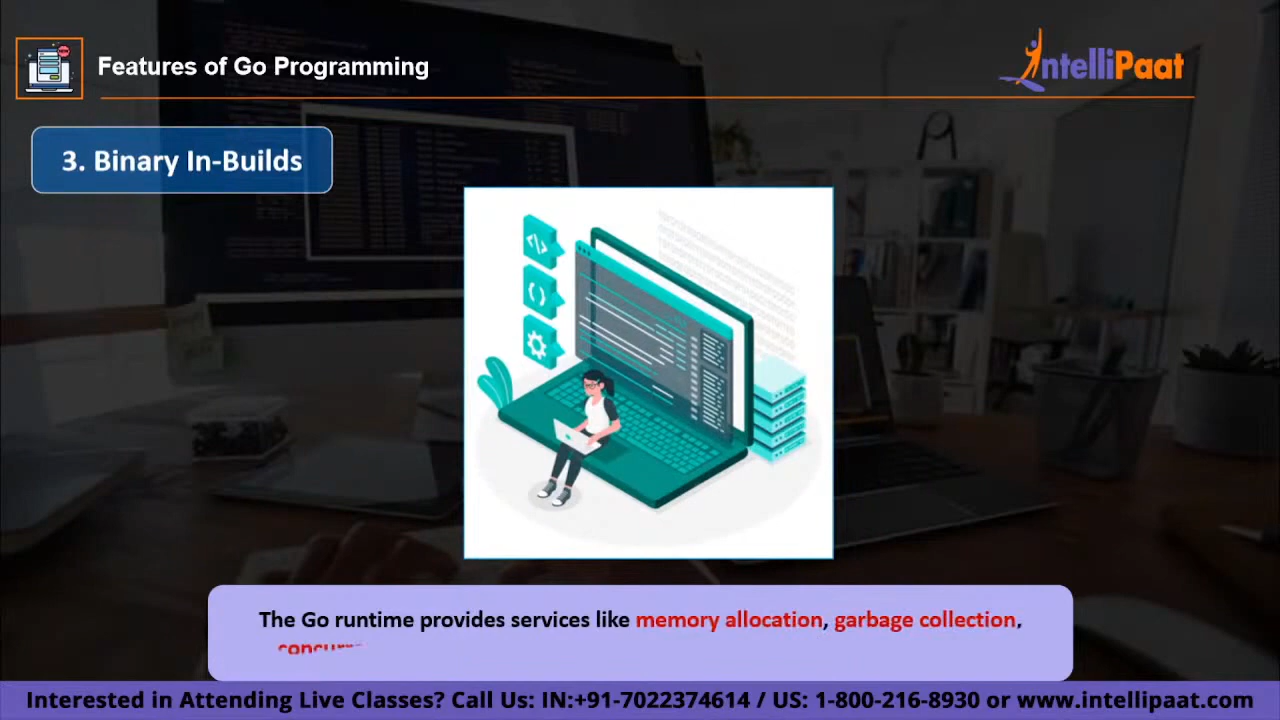 Features of Go Programming
IntelliPaat
3. Binary In-Builds
The Go runtime provides services like memory allocation, garbage collection,
Interested in Attending Live Classes? Call Us: IN:+91-7022374614 / US: 1-800-216-8930 or www.intellipaat.com